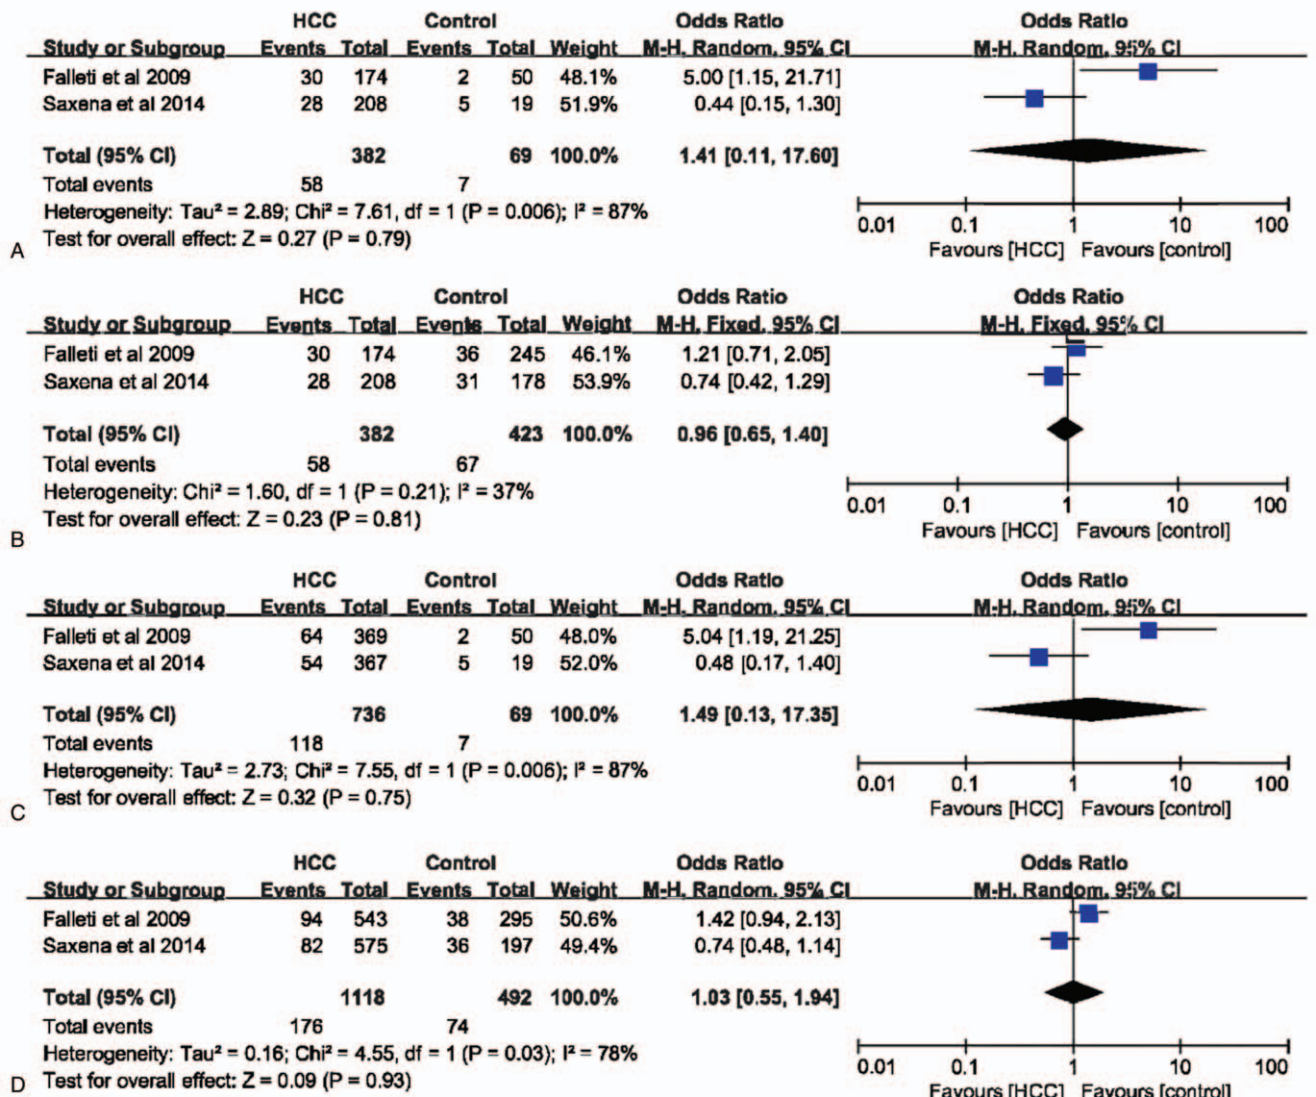 HCC Control Odds Ratio Odds Ratio
Study or Subgroup Events Total Events Total Weight M-H, Random, 95% CI M-H, Random, 95% CI
Falleti et al 2009 30 174 2 50 48.1% 5.00 [1.15, 21.71]
Saxena et al 2014 28 208 5 19 51.9% 0.44 [0.15, 1.30]
Total (95% CI) 382 69 100.0% 1.41 [0.11, 17.60]
Total events 58 7
Heterogeneity: Tau² = 2.89; Chi² = 7.61, df = 1 (P = 0.006); I² = 87%
Test for overall effect: Z = 0.27 (P = 0.79)
0.01 0.1 1 10 100
Favours [HCC] Favours [control]
A
HCC Control Odds Ratio Odds Ratio
Study or Subgroup Events Total Events Total Weight M-H, Fixed, 95% CI M-H, Fixed, 95% CI
Falleti et al 2009 30 174 36 245 46.1% 1.21 [0.71, 2.05]
Saxena et al 2014 28 208 31 178 53.9% 0.74 [0.42, 1.29]
Total (95% CI) 382 423 100.0% 0.96 [0.65, 1.40]
Total events 58 67
Heterogeneity: Chi² = 1.60, df = 1 (P = 0.21); I² = 37%
Test for overall effect: Z = 0.23 (P = 0.81)
0.01 0.1 1 10 100
Favours [HCC] Favours [control]
B
HCC Control Odds Ratio Odds Ratio
Study or Subgroup Events Total Events Total Weight M-H, Random, 95% CI M-H, Random, 95% CI
Falleti et al 2009 64 369 2 50 48.0% 5.04 [1.19, 21.25]
Saxena et al 2014 54 367 5 19 52.0% 0.48 [0.17, 1.40]
Total (95% CI) 736 69 100.0% 1.49 [0.13, 17.35]
Total events 118 7
Heterogeneity: Tau² = 2.73; Chi² = 7.55, df = 1 (P = 0.006); I² = 87%
Test for overall effect: Z = 0.32 (P = 0.75)
0.01 0.1 1 10 100
Favours [HCC] Favours [control]
C
HCC Control Odds Ratio Odds Ratio
Study or Subgroup Events Total Events Total Weight M-H, Random, 95% CI M-H, Random, 95% CI
Falleti et al 2009 94 543 38 295 50.6% 1.42 [0.94, 2.13]
Saxena et al 2014 82 575 36 197 49.4% 0.74 [0.48, 1.14]
Total (95% CI) 1118 492 100.0% 1.03 [0.55, 1.94]
Total events 176 74
Heterogeneity: Tau² = 0.16; Chi² = 4.55, df = 1 (P = 0.03); I² = 78%
Test for overall effect: Z = 0.09 (P = 0.93)
0.01 0.1 1 10 100
Favours [HCC] Favours [control]
D